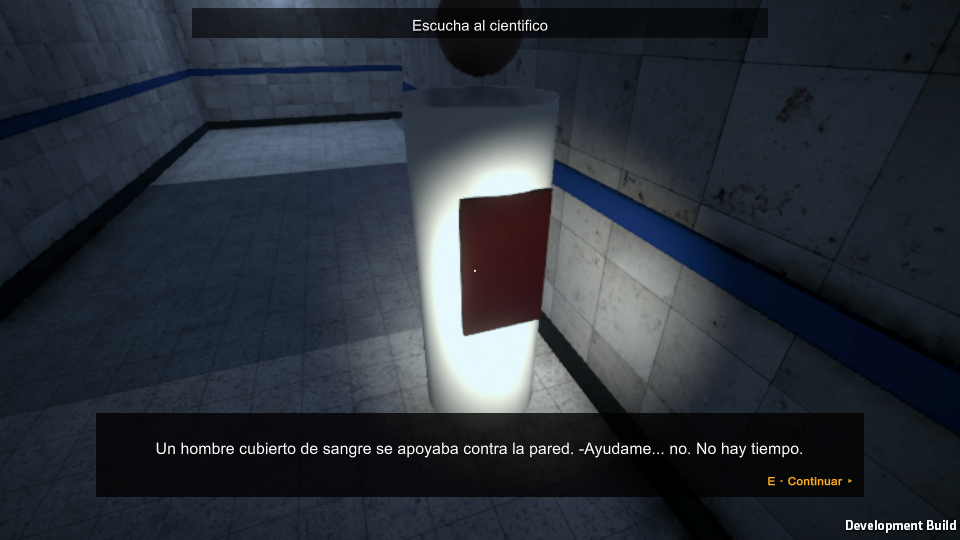 Escucha al cientifico
Un hombre cubierto de sangre se apoyaba contra la pared. -Ayudame... no. No hay tiempo.
E · Continuar ▸
Development Build